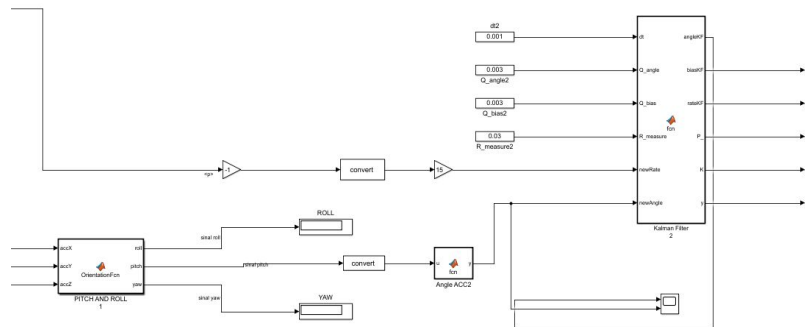 dt2
0.001
dt
angleKF
0.003
Q_angle
biasKF
Q_angle2
0.003
Q_bias
rateKF
Q_bias2
fcn
0.03
R_measure
P_
R_measure2
<p>
-1
convert
15
newRate
K
newAngle
y
Kalman Filter
2
ROLL
sinal roll
accX
roll
accY
OrientationFcn
pitch
sinal pitch
convert
u
fcn
y
accZ
yaw
Angle ACC2
PITCH AND ROLL
1
sinal yaw
YAW